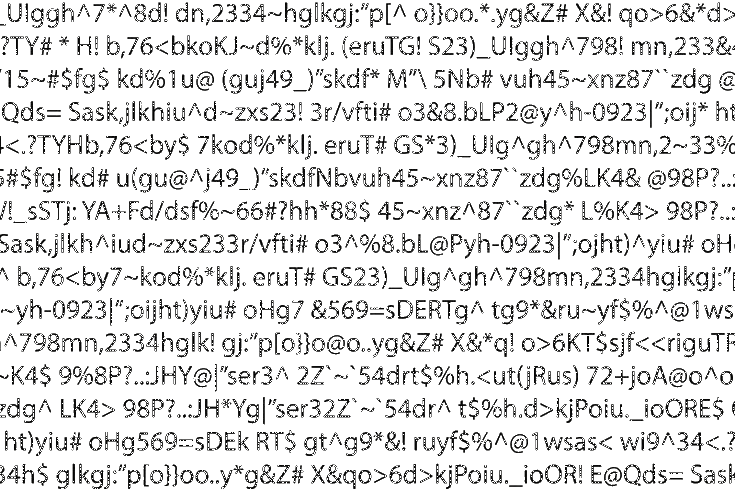 _UIggh^7*^8d! dn,2334~hglkgj:"p[^ o}}oo.*.yg&Z# X&! qo>6&*d>
?TY# * H! b,76<bkoKJ~d%*klj. (eruTG! S23)_UIggh^798! mn,233&4
715~#$fg$ kd%1u@ (guj49_)"skdf* M"\ 5Nb# vuh45~xnz87``zdg @
Qds= Sask,jlkhiu^d~zxs23! 3r/vfti# o3&8.bLP2@y^h-0923|";oij* ht
4<.?TYHb,76<by$ 7kod%*klj. eruT# GS*3)_UIg^gh^798mn,2~33%
5#$fg! kd# u(gu@^j49_)"skdfNbvuh45~xnz87``zdg%LK4& @98P?..:
V!_sSTj: YA+Fd/dsf%~66#?hh*88$ 45~xnz^87``zdg* L%K4> 98P?..:
Sask,jlkh^iud~zxs233r/vfti# o3^%8.bL@Pyh-0923|";ojht)^yiu# oH
^ b,76<by7~kod%*klj. eruT# GS23)_UIg^gh^798mn,2334hglkgj:"p
~yh-0923|";oijht)yiu# oHg7 &569=sDERTg^ tg9*&ru~yf$%^@1ws
^798mn,2334hglk! gj:"p[o}}o@o..yg&Z# X&*q! o>6KT$sjf<<riguTF
~K4$ 9%8P?..:JHY@|"ser3^ 2Z`~`54drt$%h.<ut(jRus) 72+joA@o^o
zdg^ LK4> 98P?..:JH*Yg|"ser32Z`~`54dr^ t$%h.d>kjPoiu._ioORE$
ht)yiu# oHg569=sDEk RT$ gt^g9*&! ruyf$%^@1wsas< wi9^34<.?
34h$ glkgj:"p[o}}oo..y*g&Z# X&qo>6d>kjPoiu._ioOR! E@Qds= Sask